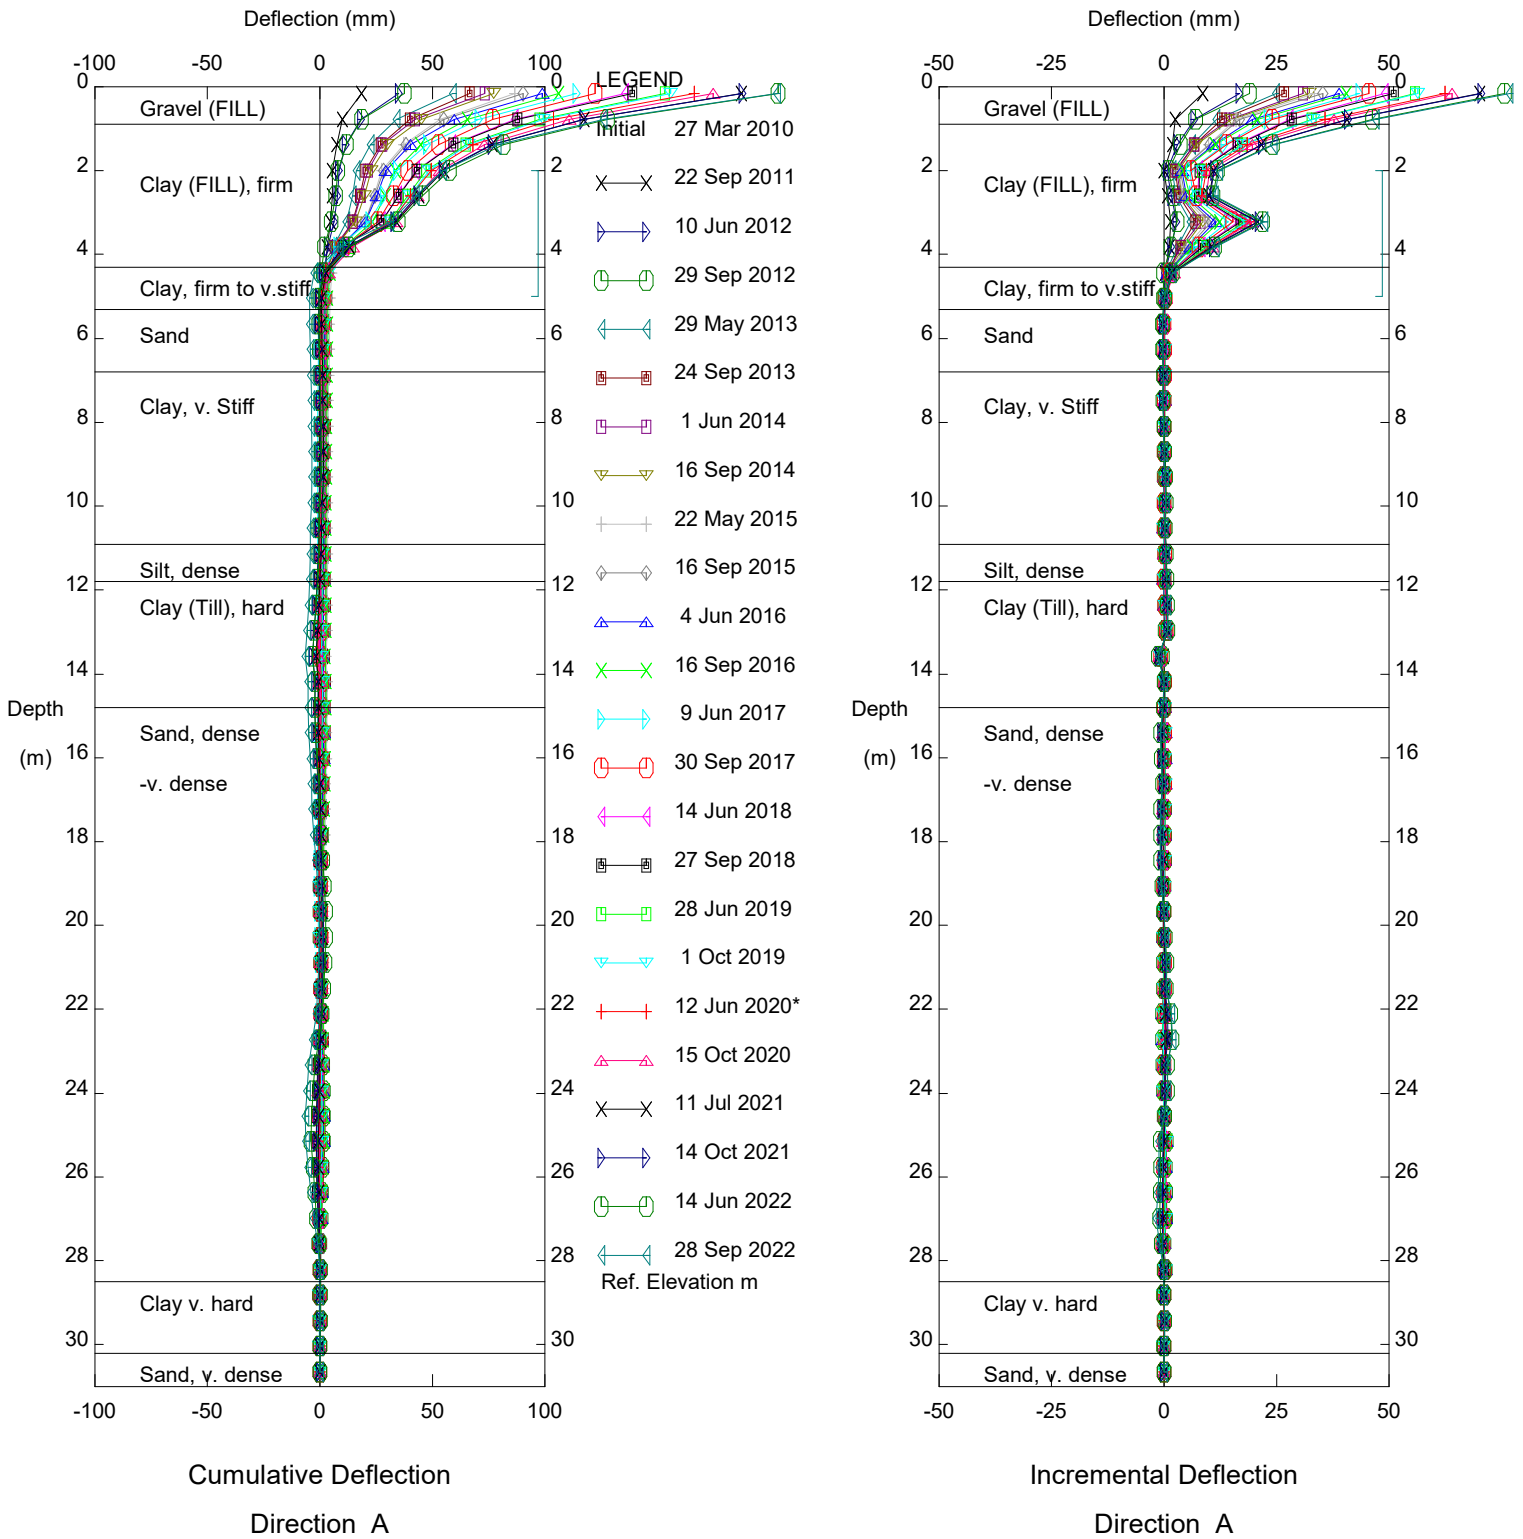 Deflection (mm)
-100 -50 0 50 100
0 0
Gravel (FILL)
2 2
Clay (FILL), firm
4 4
Clay, firm to v.stiff
6 6
Sand
Clay, v. Stiff
8 8
10 10
Silt, dense
12 12
Clay (Till), hard
14 14
Depth
(m)
Sand, dense
16 16
-v. dense
18 18
20 20
22 22
24 24
26 26
28 28
Clay v. hard
30 30
Sand, v. dense
-100 -50 0 50 100
Cumulative Deflection
Direction A
LEGEND
Initial 27 Mar 2010
22 Sep 2011
10 Jun 2012
29 Sep 2012
29 May 2013
24 Sep 2013
1 Jun 2014
16 Sep 2014
22 May 2015
16 Sep 2015
4 Jun 2016
16 Sep 2016
9 Jun 2017
30 Sep 2017
14 Jun 2018
27 Sep 2018
28 Jun 2019
1 Oct 2019
12 Jun 2020*
15 Oct 2020
11 Jul 2021
14 Oct 2021
14 Jun 2022
28 Sep 2022
Ref. Elevation m
Deflection (mm)
-50 -25 0 25 50
0 0
Gravel (FILL)
2 2
Clay (FILL), firm
4 4
Clay, firm to v.stiff
6 6
Sand
Clay, v. Stiff
8 8
10 10
Silt, dense
12 12
Clay (Till), hard
14 14
Depth
(m)
Sand, dense
16 16
-v. dense
18 18
20 20
22 22
24 24
26 26
28 28
Clay v. hard
30 30
Sand, v. dense
-50 -25 0 25 50
Incremental Deflection
Direction A